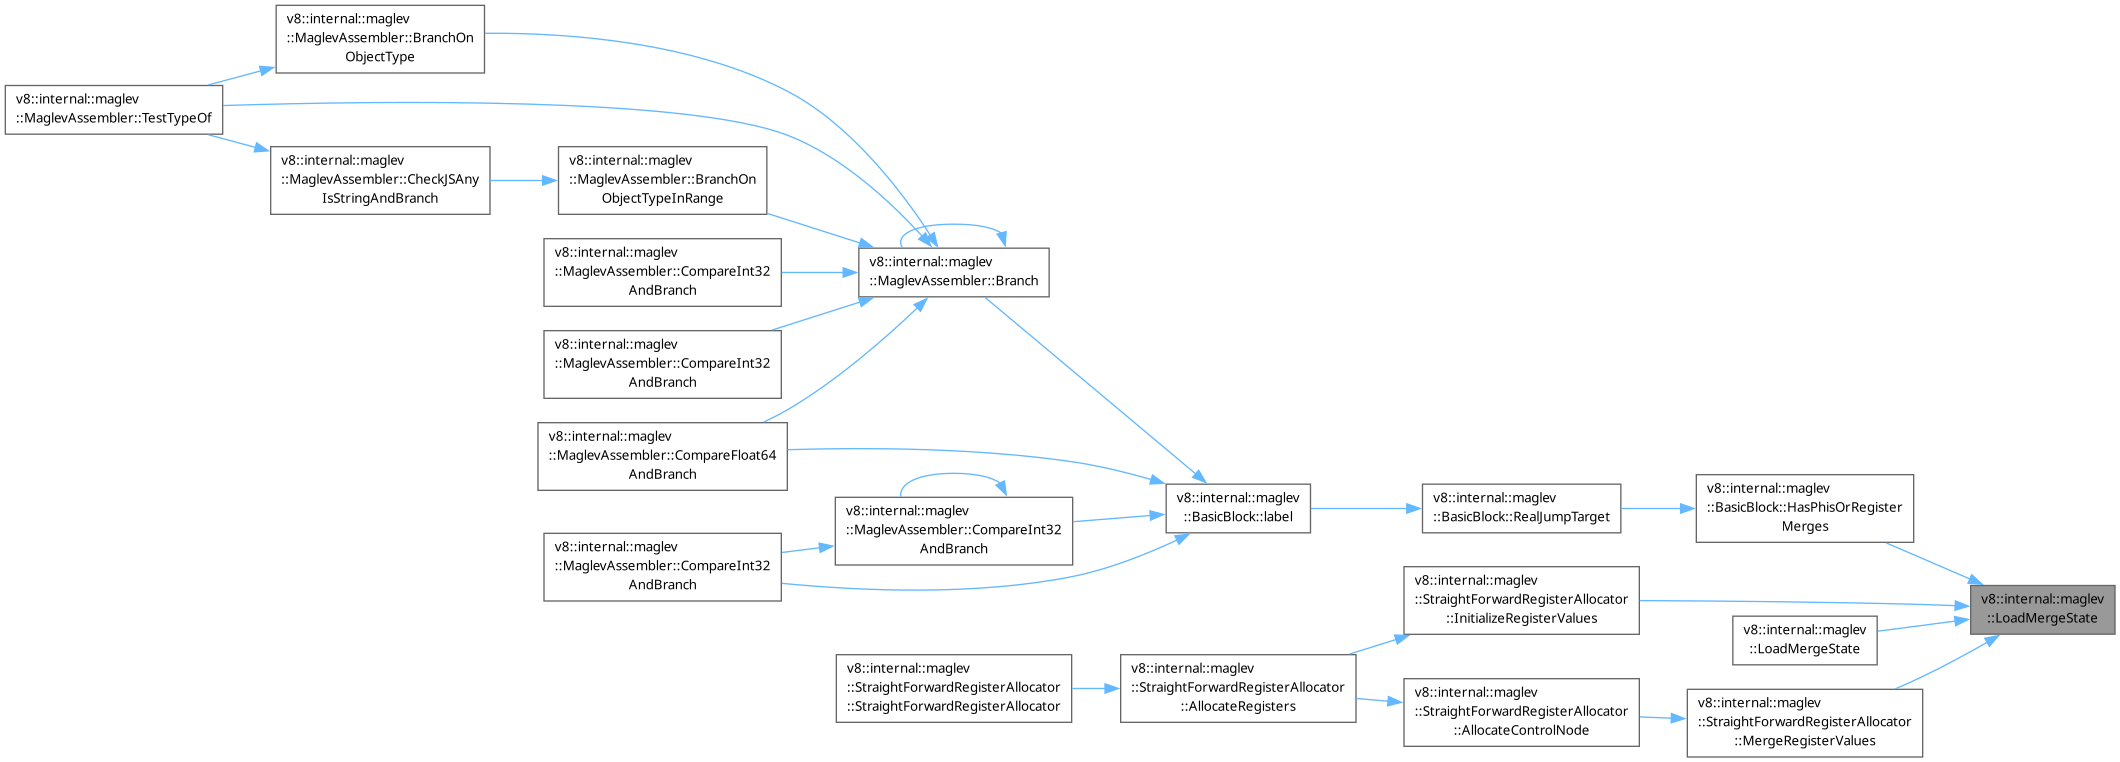 v8::internal::maglev
::MaglevAssembler::BranchOn
ObjectType
v8::internal::maglev
::MaglevAssembler::TestTypeOf
v8::internal::maglev
::MaglevAssembler::CheckJSAny
IsStringAndBranch
v8::internal::maglev
::MaglevAssembler::BranchOn
ObjectTypeInRange
v8::internal::maglev
::MaglevAssembler::CompareInt32
AndBranch
v8::internal::maglev
::MaglevAssembler::Branch
v8::internal::maglev
::MaglevAssembler::CompareInt32
AndBranch
v8::internal::maglev
::MaglevAssembler::CompareFloat64
AndBranch
v8::internal::maglev
::MaglevAssembler::CompareInt32
AndBranch
v8::internal::maglev
::MaglevAssembler::CompareInt32
AndBranch
v8::internal::maglev
::BasicBlock::label
v8::internal::maglev
::BasicBlock::RealJumpTarget
v8::internal::maglev
::BasicBlock::HasPhisOrRegister
Merges
v8::internal::maglev
::StraightForwardRegisterAllocator
::InitializeRegisterValues
v8::internal::maglev
::LoadMergeState
v8::internal::maglev
::LoadMergeState
v8::internal::maglev
::StraightForwardRegisterAllocator
::StraightForwardRegisterAllocator
v8::internal::maglev
::StraightForwardRegisterAllocator
::AllocateRegisters
v8::internal::maglev
::StraightForwardRegisterAllocator
::AllocateControlNode
v8::internal::maglev
::StraightForwardRegisterAllocator
::MergeRegisterValues